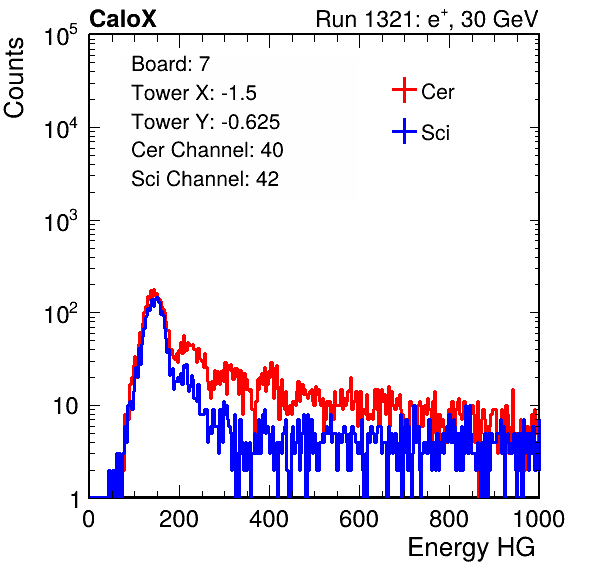 CaloX Run 1321: e⁺, 30 GeV
Counts
Board: 7
Tower X: -1.5
Tower Y: -0.625
Cer Channel: 40
Sci Channel: 42
Cer
Sci
10⁵
10⁴
10³
10²
10
1
0 200 400 600 800 1000
Energy HG